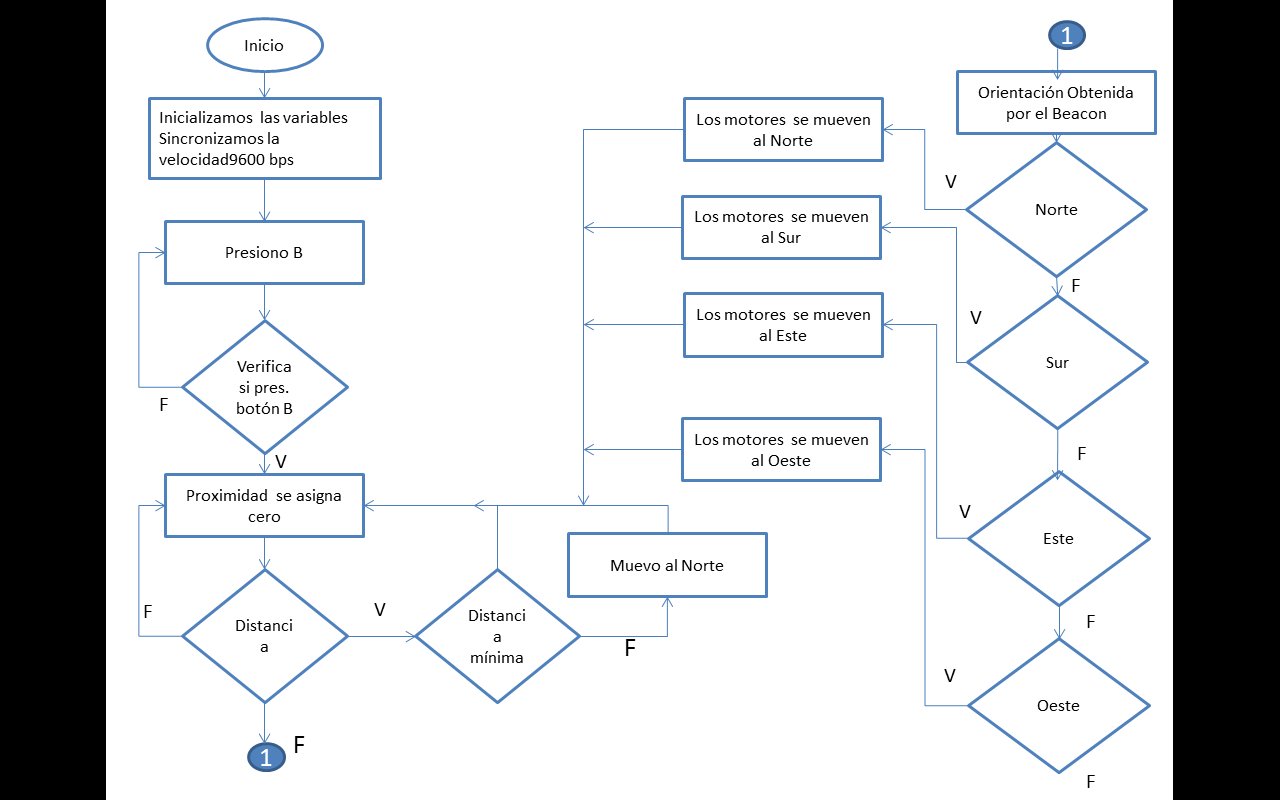 Inicio
Inicializamos las variables
Sincronizamos la
velocidad9600 bps
Presiono B
Verifica
si pres.
botón B
F
V
Proximidad se asigna
cero
F
Distanci
a
V
F
1
Distanci
a
mínima
F
Muevo al Norte
Los motores se mueven
al Norte
Los motores se mueven
al Sur
Los motores se mueven
al Este
Los motores se mueven
al Oeste
1
Orientación Obtenida
por el Beacon
Norte
V
F
Sur
V
F
Este
V
F
Oeste
V
F